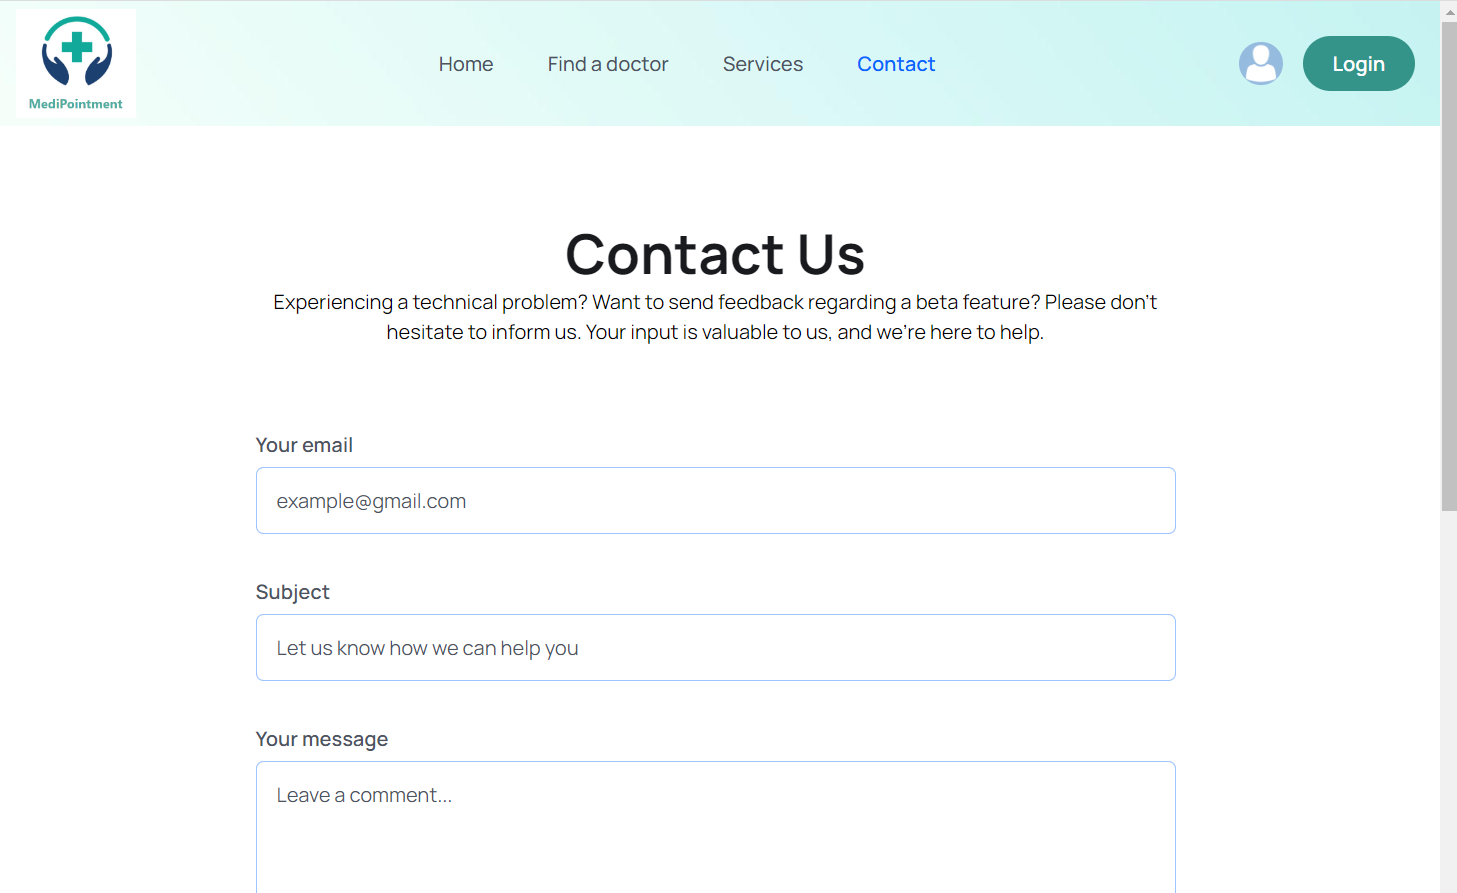 MediPointment
Home
Find a doctor
Services
Contact
Login
Contact Us
Experiencing a technical problem? Want to send feedback regarding a beta feature? Please don't
hesitate to inform us. Your input is valuable to us, and we're here to help.
Your email
example@gmail.com
Subject
Let us know how we can help you
Your message
Leave a comment...